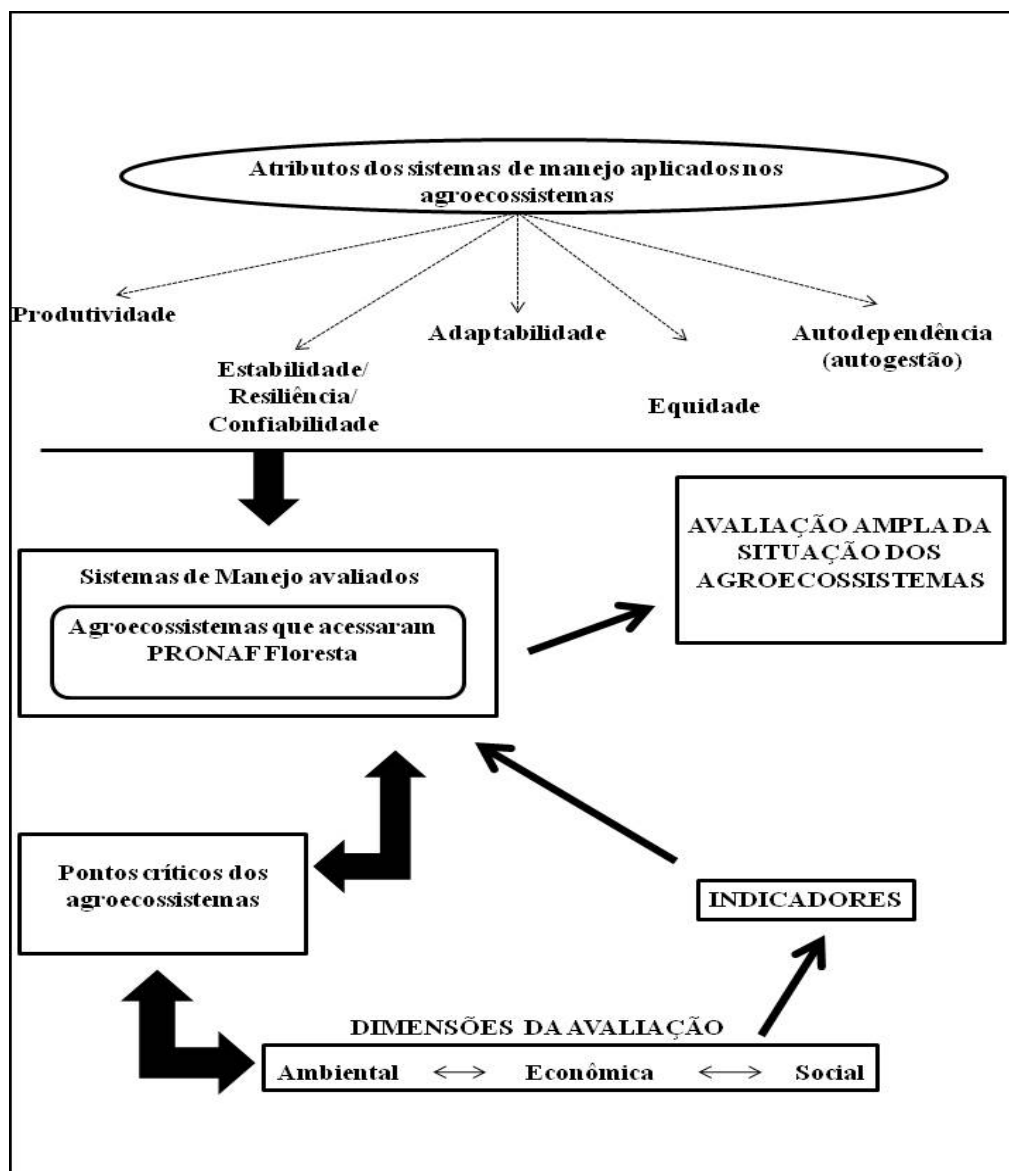 Atributos dos sistemas de manejo aplicados nos
agroecossistemas
Produtividade
Estabilidade/
Resiliência/
Confiabilidade
Adaptabilidade
Equidade
Autodependência
(autogestão)
Sistemas de Manejo avaliados
Agroecossistemas que acessaram
PRONAF Floresta
AVALIAÇÃO AMPLA DA
SITUAÇÃO DOS
AGROECOSSISTEMAS
Pontos críticos dos
agroecossistemas
INDICADORES
DIMENSÕES DA AVALIAÇÃO
Ambiental Econômica Social